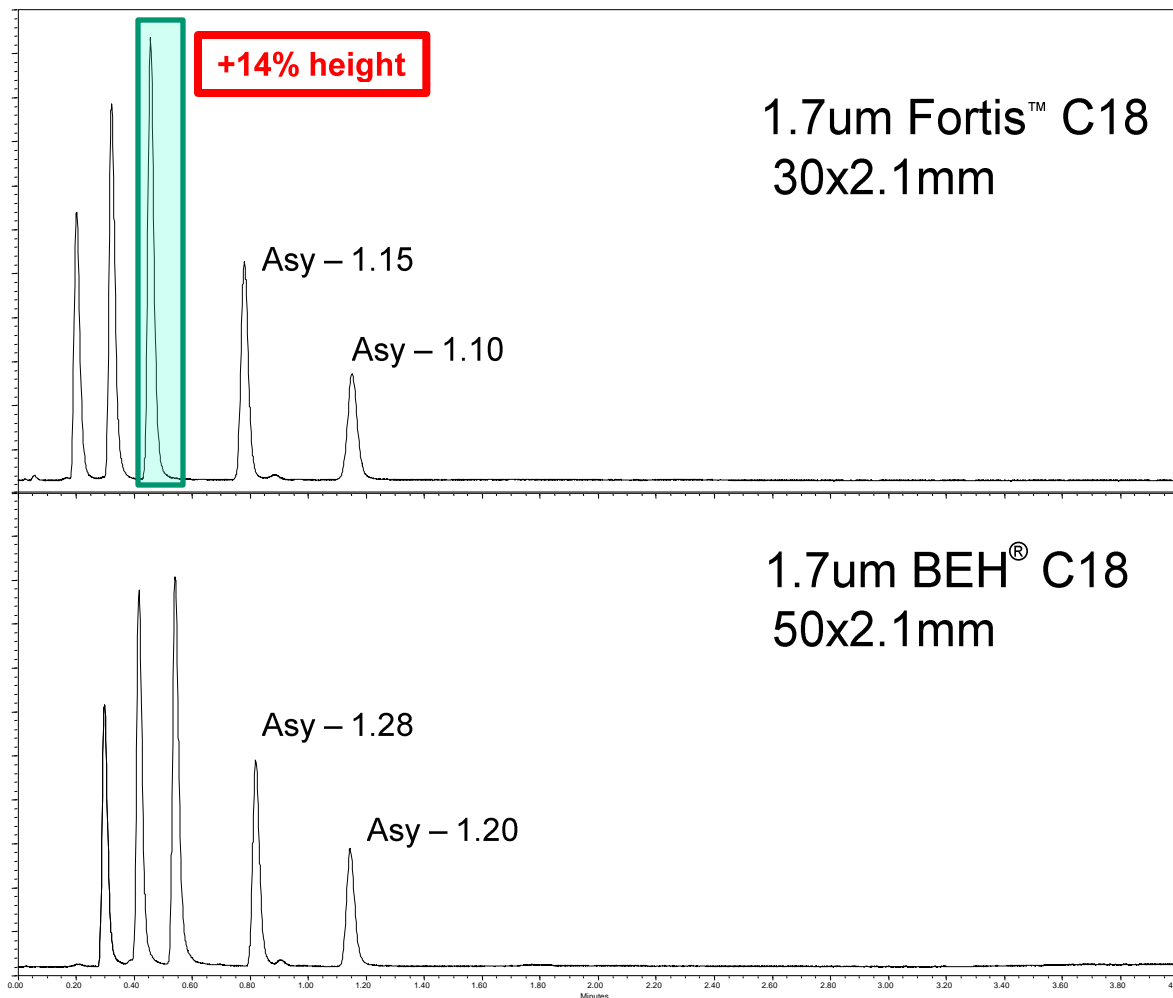 +14% height
1.7um Fortis™ C18
30x2.1mm
Asy – 1.15
Asy – 1.10
1.7um BEH® C18
50x2.1mm
Asy – 1.28
Asy – 1.20
0.00 0.20 0.40 0.60 0.80 1.00 1.20 1.40 1.60 1.80 2.00 2.20 2.40 2.60 2.80 3.00 3.20 3.40 3.60 3.80
Minutes